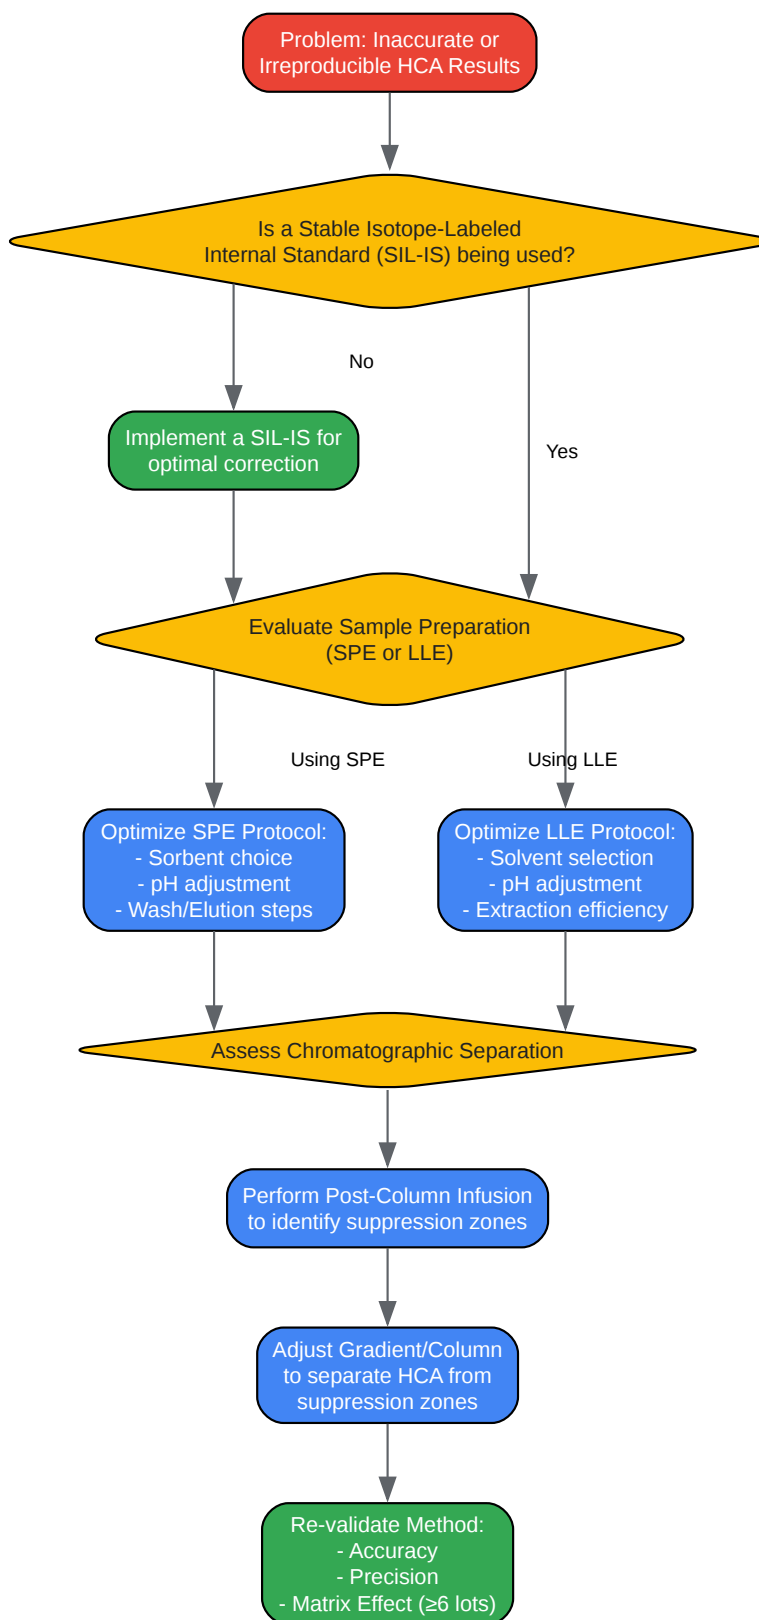 Problem: Inaccurate or
Irreproducible HCA Results
Is a Stable Isotope-Labeled
Internal Standard (SIL-IS) being used?
No
Implement a SIL-IS for
optimal correction
Yes
Evaluate Sample Preparation
(SPE or LLE)
Using SPE
Using LLE
Optimize SPE Protocol:
- Sorbent choice
- pH adjustment
- Wash/Elution steps
Optimize LLE Protocol:
- Solvent selection
- pH adjustment
- Extraction efficiency
Assess Chromatographic Separation
Perform Post-Column Infusion
to identify suppression zones
Adjust Gradient/Column
to separate HCA from
suppression zones
Re-validate Method:
- Accuracy
- Precision
- Matrix Effect (≥6 lots)